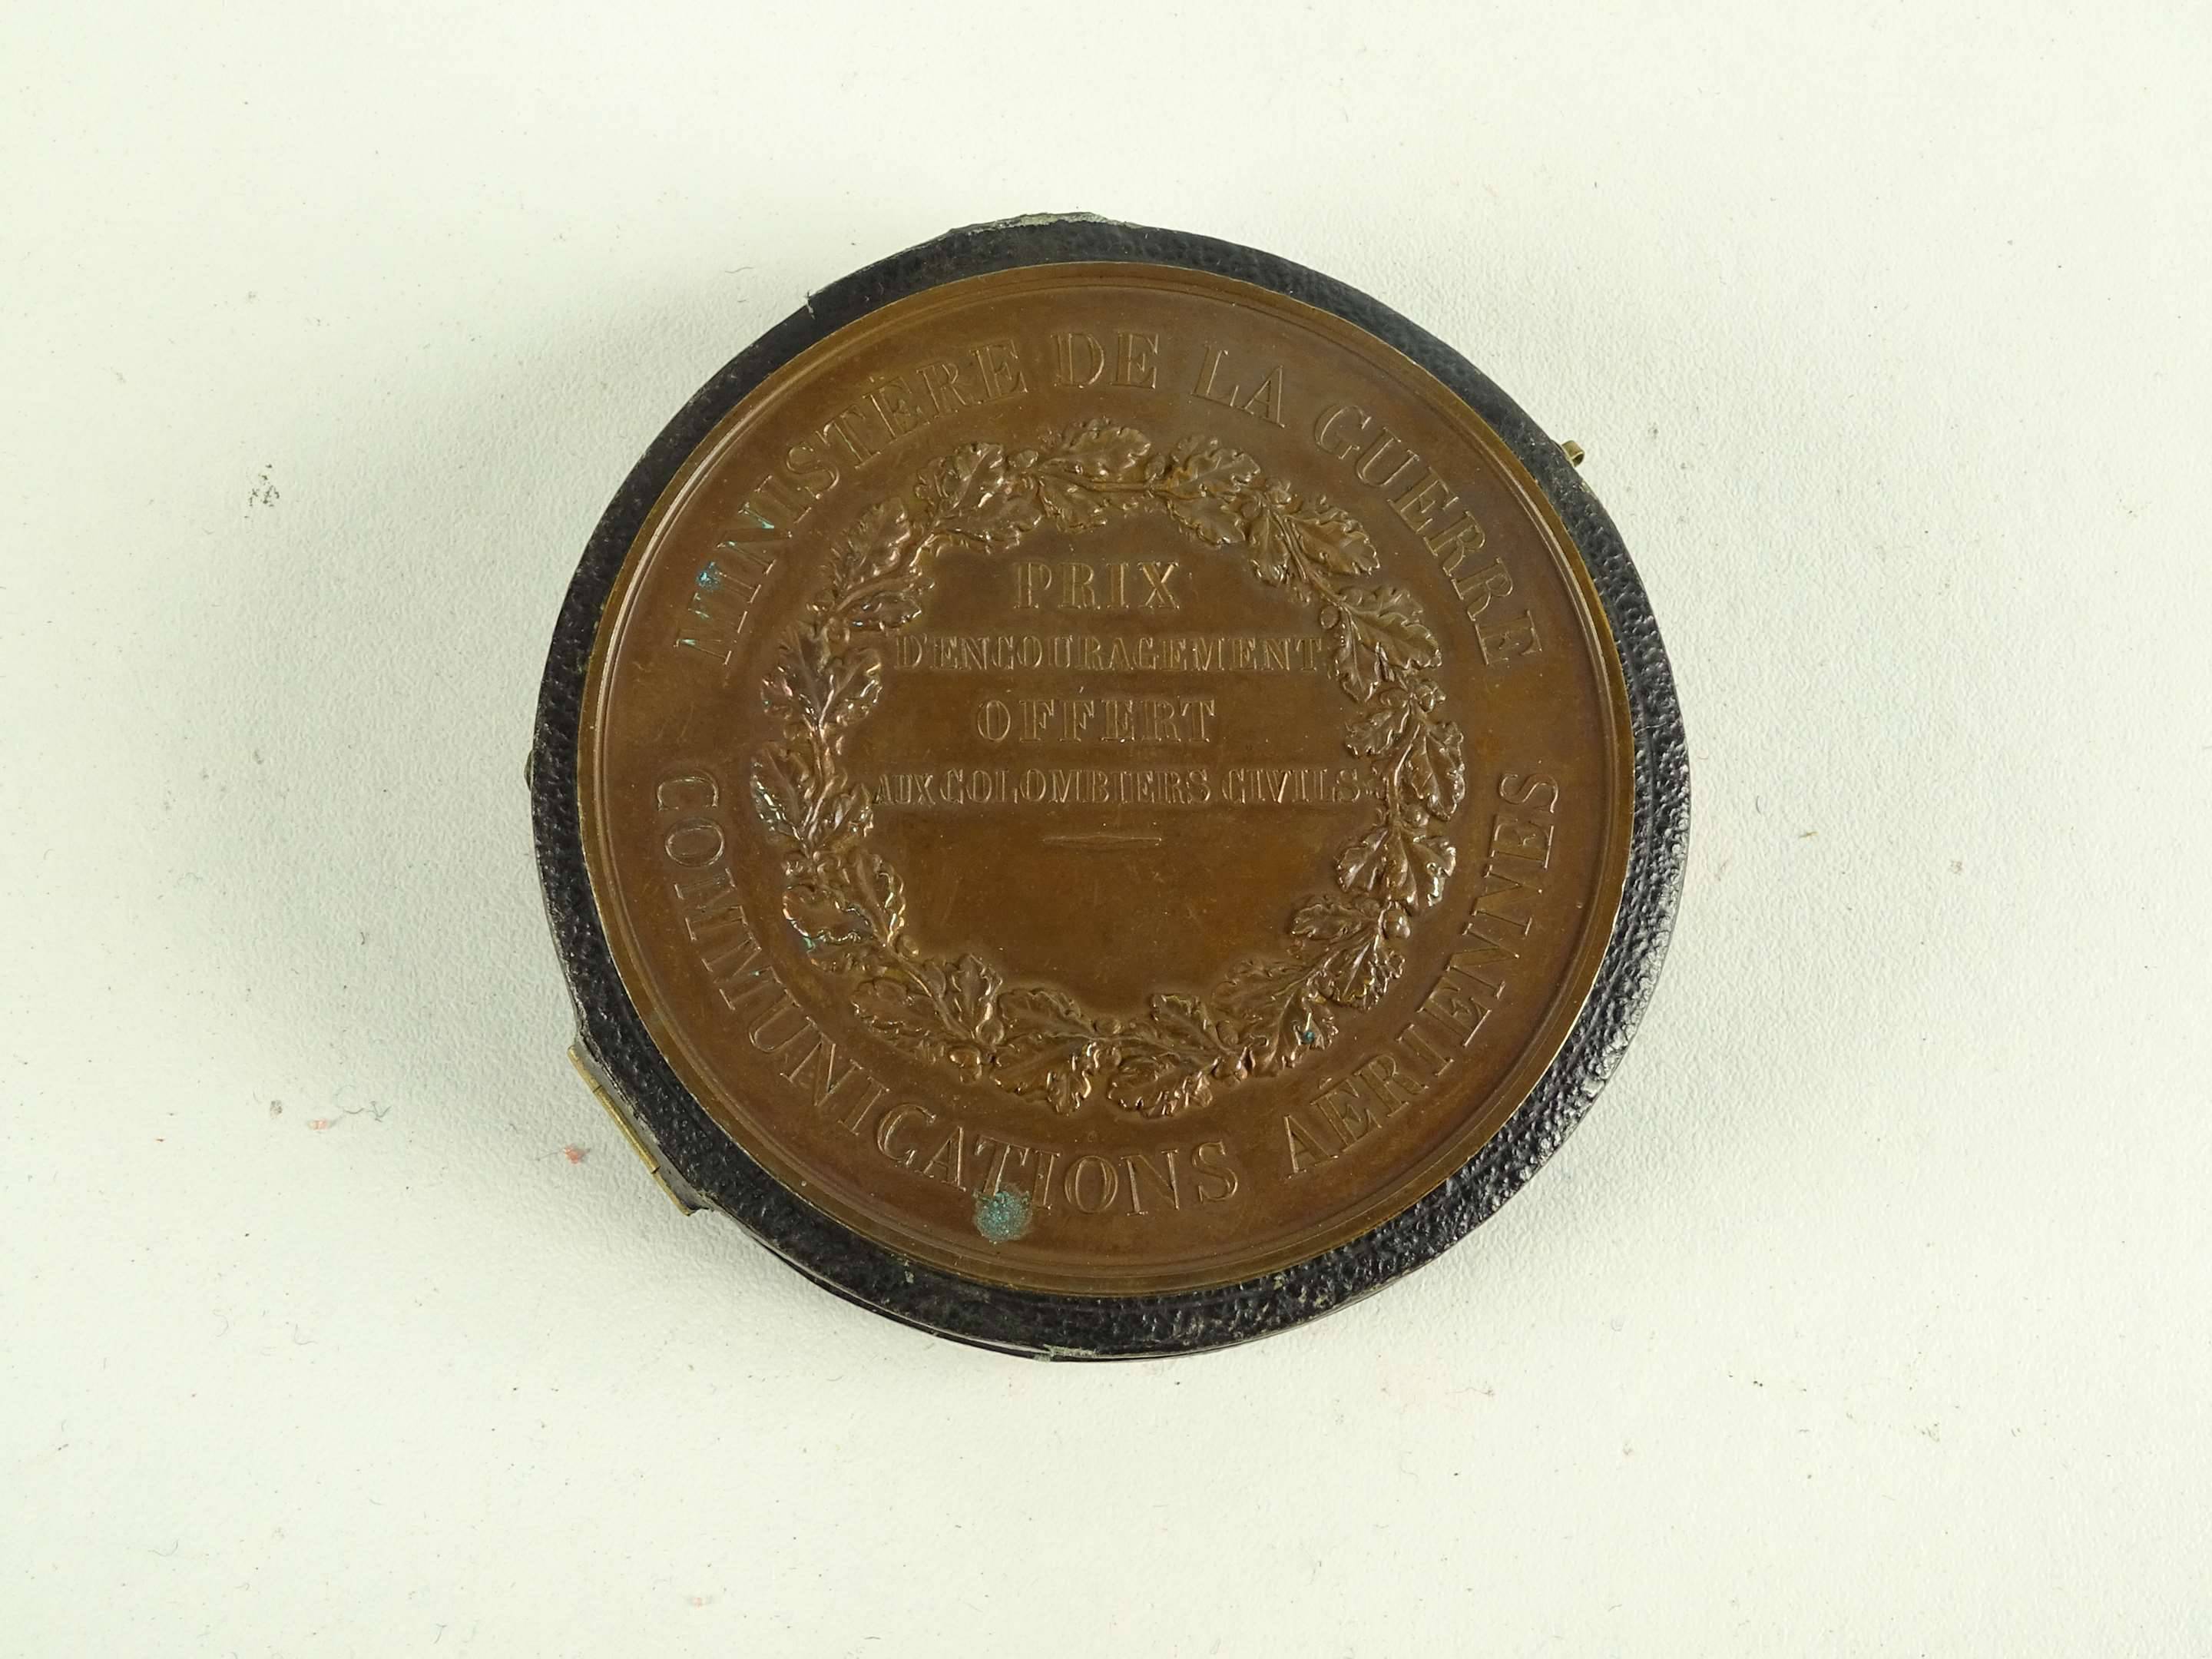 MINISTÈRE DE LA GUERRE
PRIX
D'ENCOURAGEMENT
OFFERT
AUX COLOMBIERS CIVILS
COMMUNICATIONS AÉRIENNES